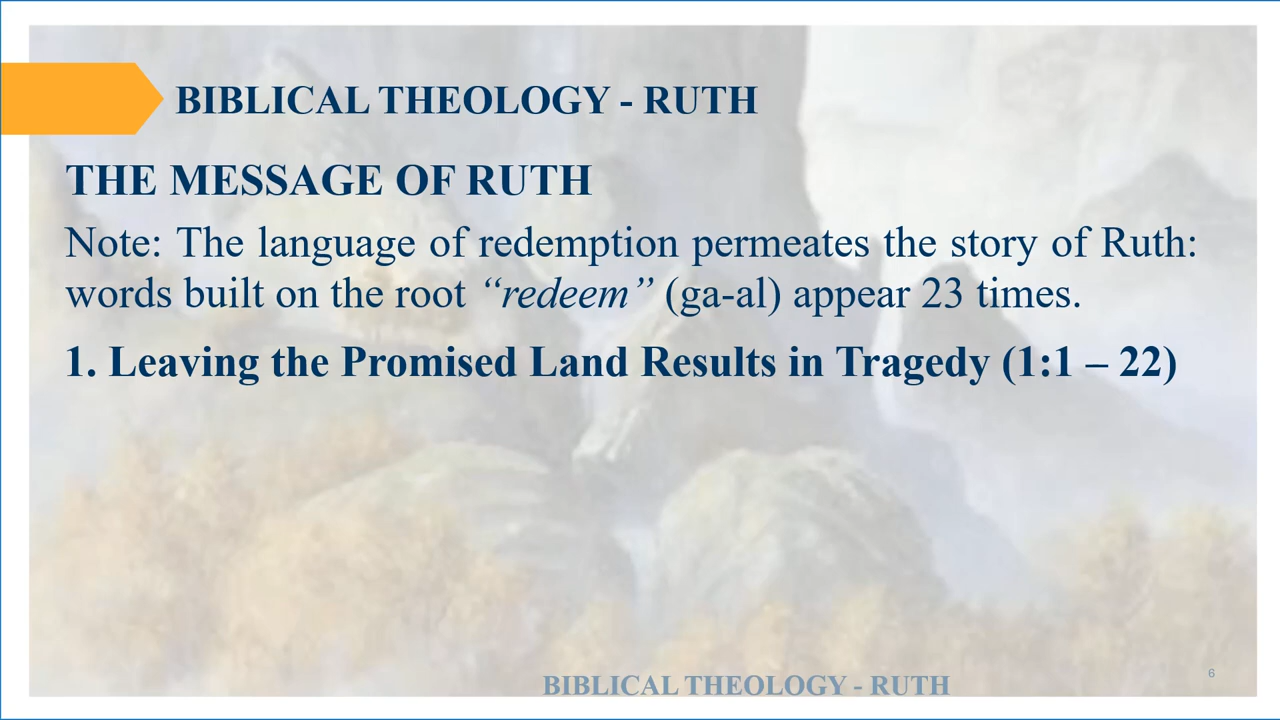 BIBLICAL THEOLOGY - RUTH
THE MESSAGE OF RUTH
Note: The language of redemption permeates the story of Ruth:
words built on the root “redeem” (ga-al) appear 23 times.
1. Leaving the Promised Land Results in Tragedy (1:1 – 22)
6
BIBLICAL THEOLOGY - RUTH